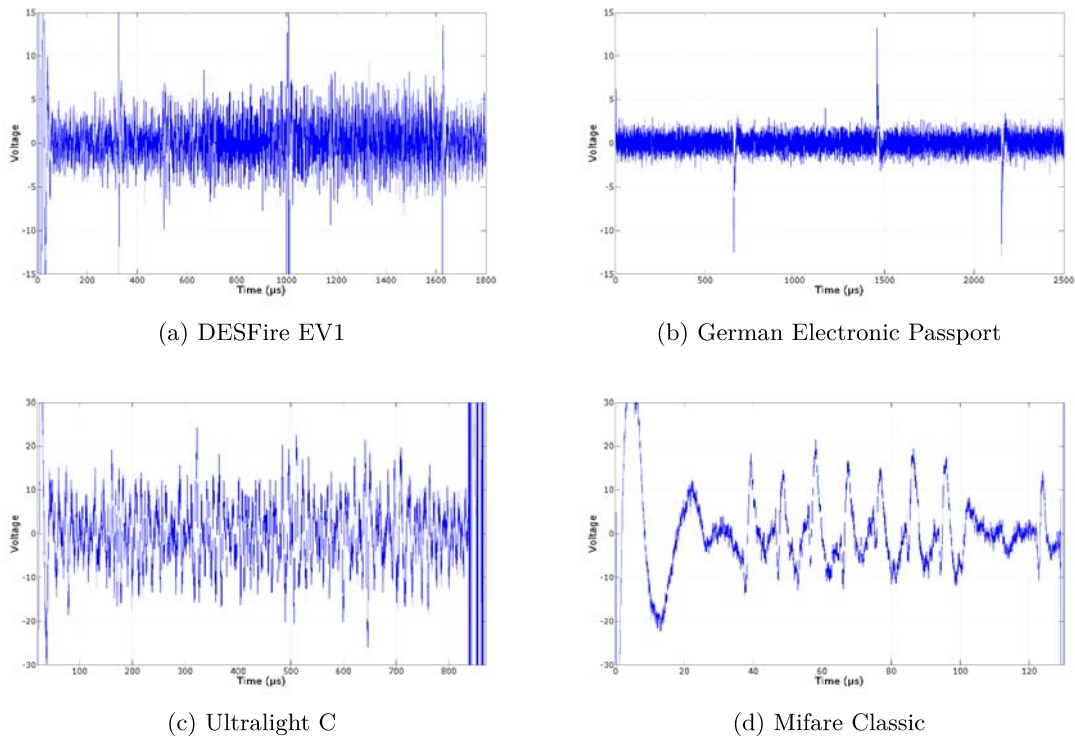 15
10
5
0
-5
-10
-15
Voltage
0 200 400 600 800 1000 1200 1400 1600 1800
Time (µs}
(a) DESFire EV1
15
10
5
0
-5
-10
-15
Voltage
0 500 1000 1500 2000 2500
Time (µs}
(b) German Electronic Passport
30
20
10
0
-10
-20
-30
Voltage
100 200 300 400 500 600 700 800
Time (µs}
(c) Ultralight C
30
20
10
0
-10
-20
-30
Voltage
0 20 40 60 80 100 120
Time (µs}
(d) Mifare Classic